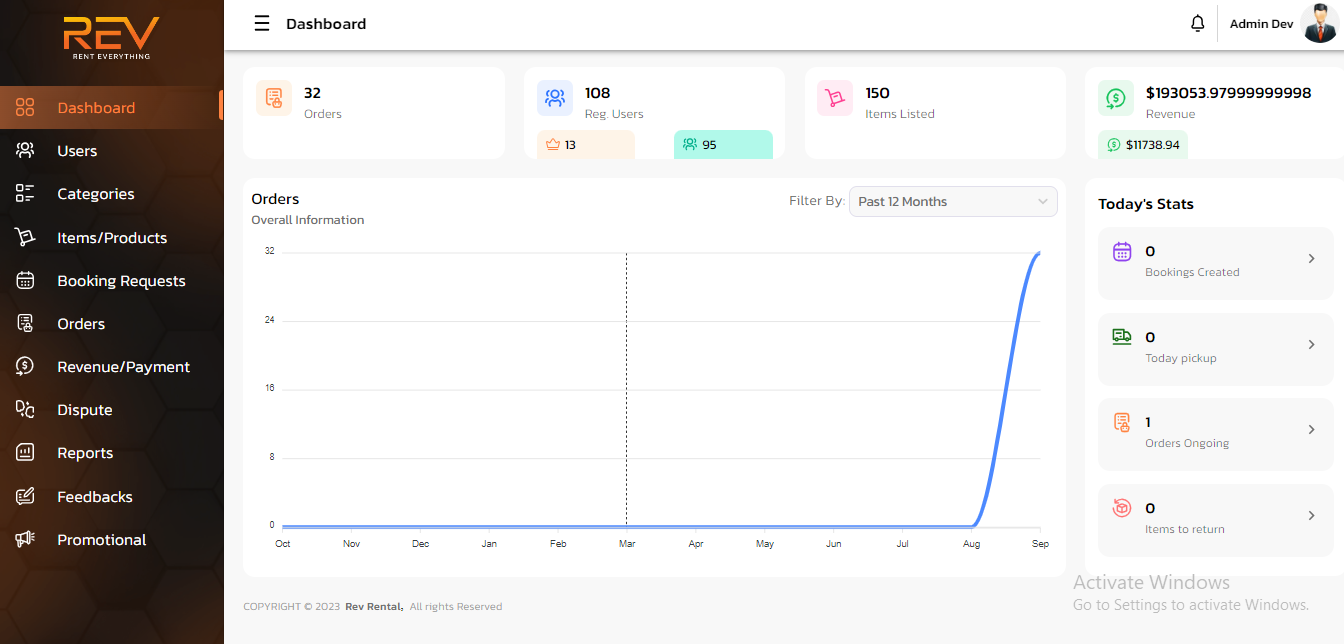 REV
RENT EVERYTHING
Dashboard
Users
Categories
Items/Products
Booking Requests
Orders
Revenue/Payment
Dispute
Reports
Feedbacks
Promotional
Dashboard
Admin Dev
32
Orders
108
Reg. Users
13
95
150
Items Listed
$193053.97999999998
Revenue
$11738.94
Orders
Overall Information
Filter By: Past 12 Months
32
24
16
8
0
Oct Nov Dec Jan Feb Mar Apr May Jun Jul Aug Sep
Today's Stats
0
Bookings Created
0
Today pickup
1
Orders Ongoing
0
Items to return
COPYRIGHT © 2023 Rev Rental, All rights Reserved
Activate Windows
Go to Settings to activate Windows.